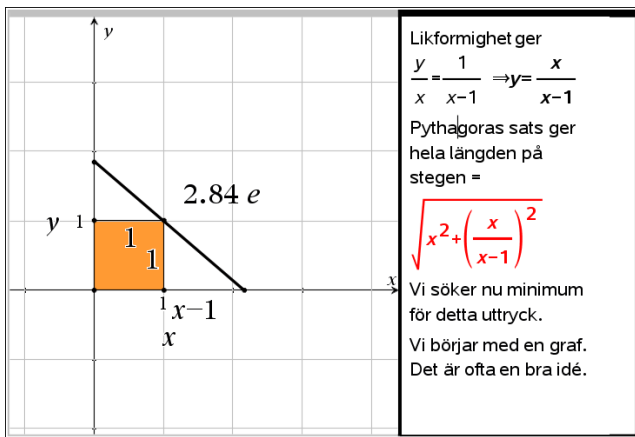 y
2.84 e
y 1
1
1
x
1 x−1
x
Likformighet ger
y/x = 1/(x−1) ⇒ y = x/(x−1)
Pythagoras sats ger
hela längden på
stegen =
√(x² + (x/(x−1))²)
Vi söker nu minimum
för detta uttryck.
Vi börjar med en graf.
Det är ofta en bra idé.